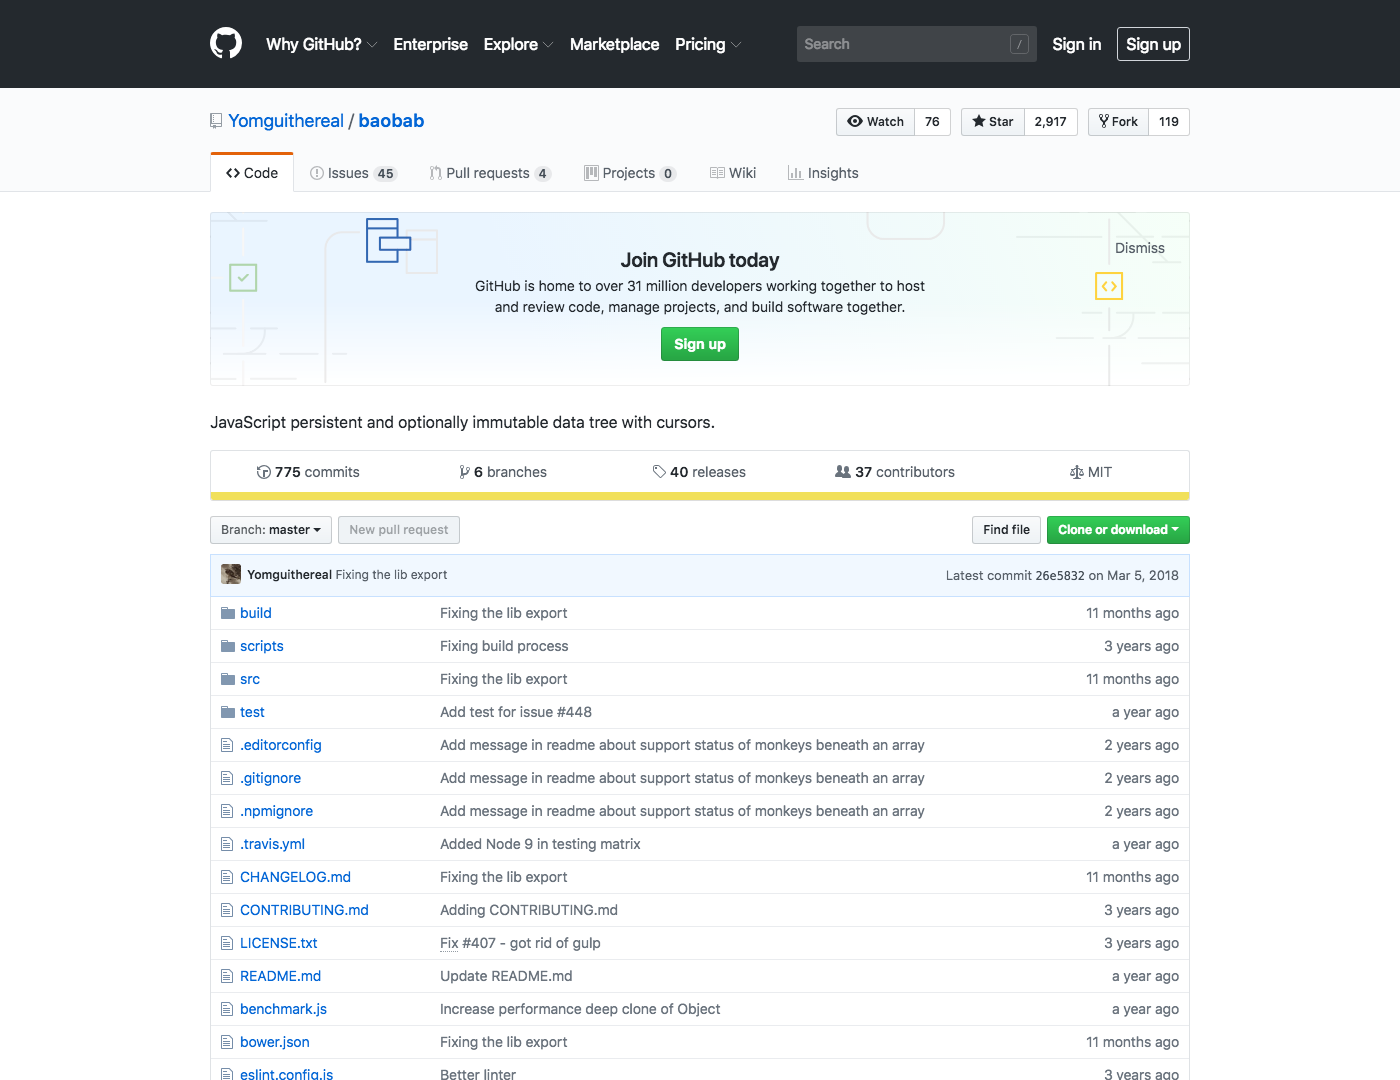 Why GitHub? Enterprise Explore Marketplace Pricing Search / Sign in Sign up
Yomguithereal / baobab Watch 76 Star 2,917 Fork 119
Code Issues 45 Pull requests 4 Projects 0 Wiki Insights
Dismiss
Join GitHub today
GitHub is home to over 31 million developers working together to host
and review code, manage projects, and build software together.
Sign up
JavaScript persistent and optionally immutable data tree with cursors.
775 commits 6 branches 40 releases 37 contributors MIT
Branch: master New pull request Find file Clone or download
Yomguithereal Fixing the lib export Latest commit 26e5832 on Mar 5, 2018
build Fixing the lib export 11 months ago
scripts Fixing build process 3 years ago
src Fixing the lib export 11 months ago
test Add test for issue #448 a year ago
.editorconfig Add message in readme about support status of monkeys beneath an array 2 years ago
.gitignore Add message in readme about support status of monkeys beneath an array 2 years ago
.npmignore Add message in readme about support status of monkeys beneath an array 2 years ago
.travis.yml Added Node 9 in testing matrix a year ago
CHANGELOG.md Fixing the lib export 11 months ago
CONTRIBUTING.md Adding CONTRIBUTING.md 3 years ago
LICENSE.txt Fix #407 - got rid of gulp 3 years ago
README.md Update README.md a year ago
benchmark.js Increase performance deep clone of Object a year ago
bower.json Fixing the lib export 11 months ago
eslint.config.js Better linter 3 years ago